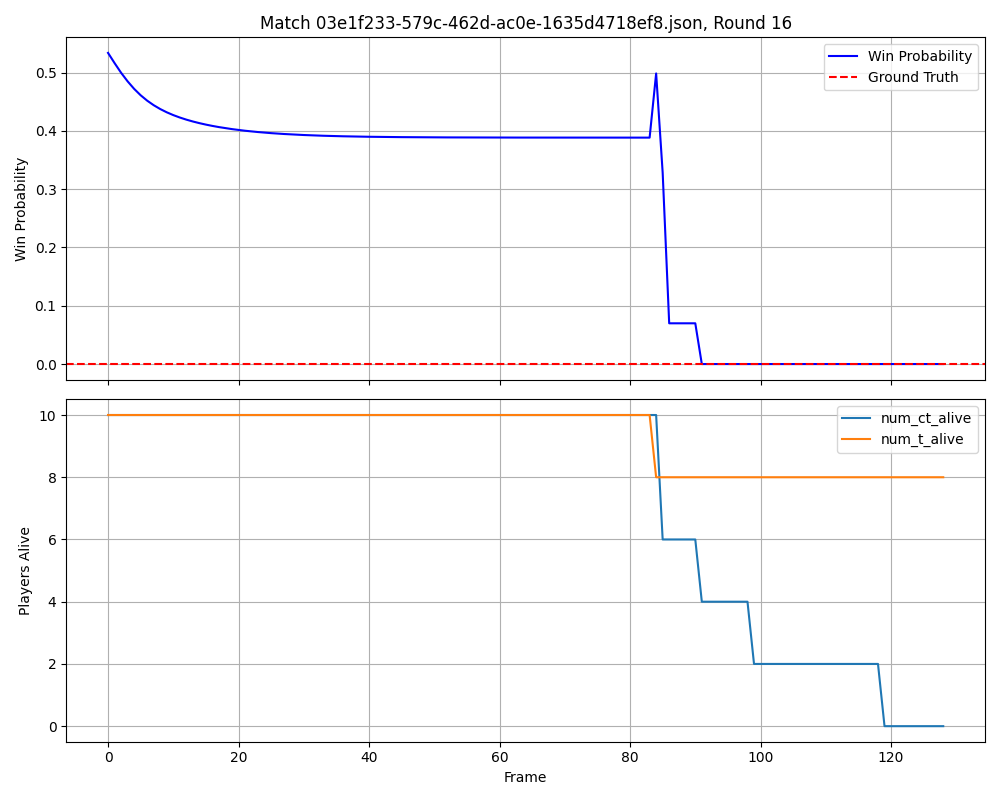 Match 03e1f233-579c-462d-ac0e-1635d4718ef8.json, Round 16
Win Probability
Ground Truth
Win Probability
0.5
0.4
0.3
0.2
0.1
0.0
num_ct_alive
num_t_alive
Players Alive
10
8
6
4
2
0
0 20 40 60 80 100 120
Frame